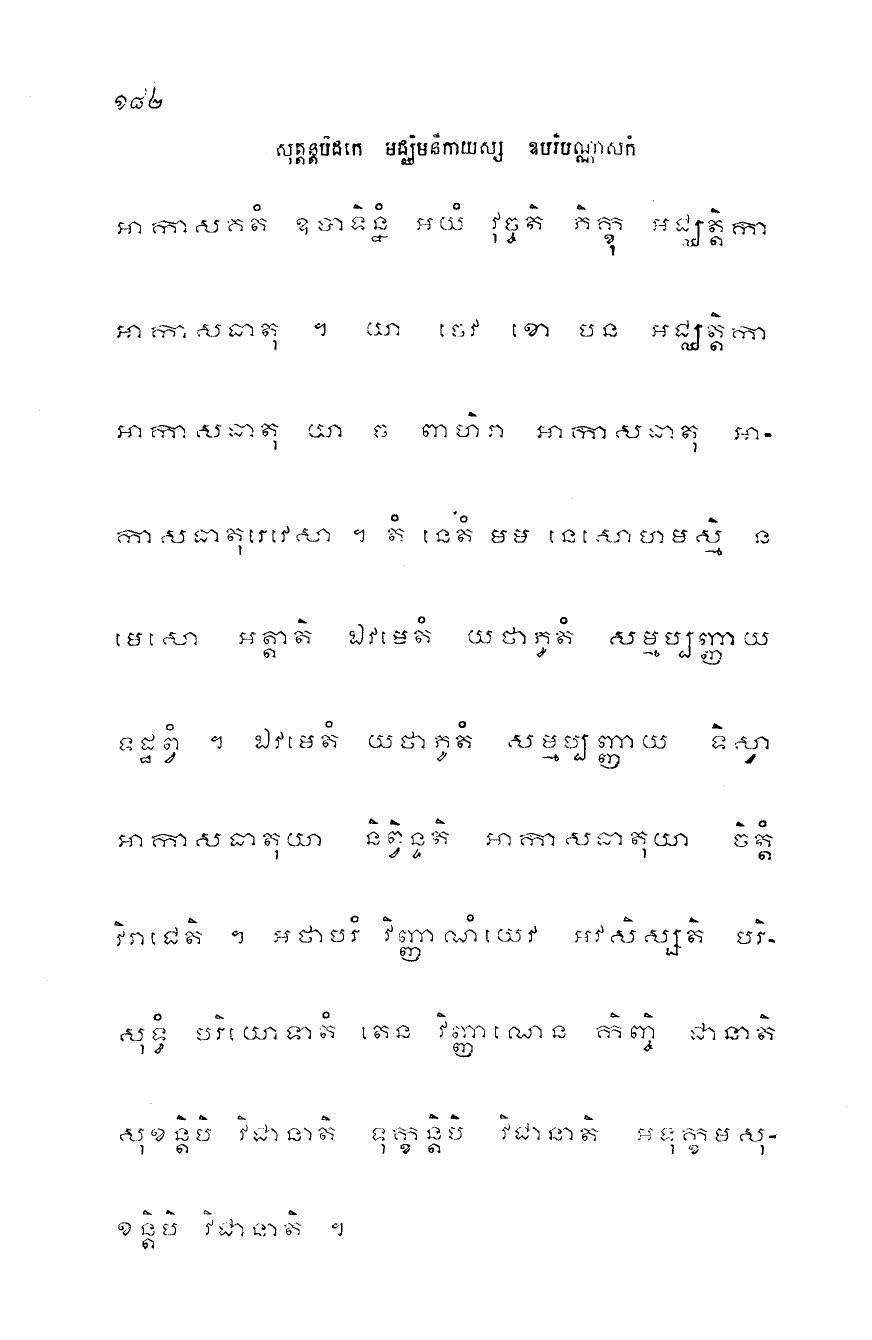 ១៨២
សុត្តន្តបិដកេ មជ្ឈិមនិកាយស្ស ឧបរិបណ្ណាសកំ
អាកាសគតំ ឧបាទិន្នំ អយំ វុច្ចតិ ភិក្ខុ អជ្ឈត្តិកា
អាកាសធាតុ ។ យា ចេវ ខោ បន អជ្ឈត្តិកា
អាកាសធាតុ យា ច ពាហិរា អាកាសធាតុ អា-
កាសធាតុរេវេសា ។ តំ នេតំ មម នេសោហមស្មិ ន
មេសោ អត្តាតិ ឯវមេតំ យថាភូតំ សម្មប្បញ្ញាយ
ទដ្ឋព្វំ ។ ឯវមេតំ យថាភូតំ សម្មប្បញ្ញាយ ទិស្វា
អាកាសធាតុយា និព្វិន្ទតិ អាកាសធាតុយា ចិត្តំ
វិរាជេតិ ។ អថាបរំ វិញ្ញាណំយេវ អវសិស្សតិ បរិ-
សុទ្ធំ បរិយោទាតំ តេន វិញ្ញាណេន កិញ្ចិ ជានាតិ
សុខន្តិបិ វិជានាតិ ទុក្ខន្តិបិ វិជានាតិ អទុក្ខមសុ-
ខន្តិបិ វិជានាតិ ។